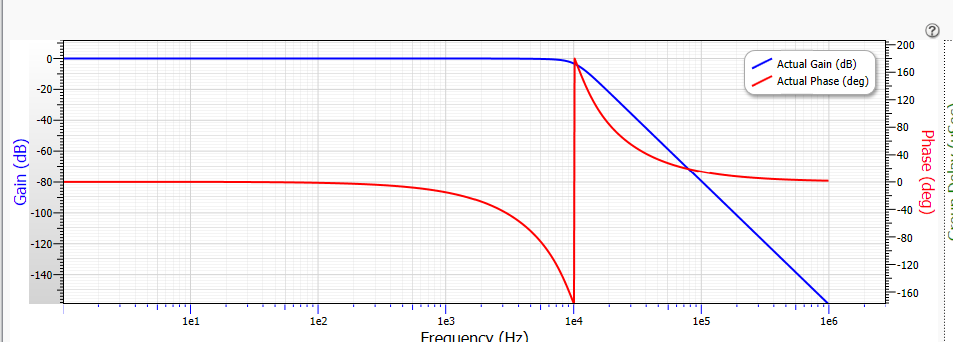 ?
0
-20
-40
-60
-80
-100
-120
-140
Gain (dB)
Actual Gain (dB)
Actual Phase (deg)
200
160
120
80
40
0
-40
-80
-120
-160
Phase (deg)
1e1
1e2
1e3
1e4
1e5
1e6
Frequency (Hz)